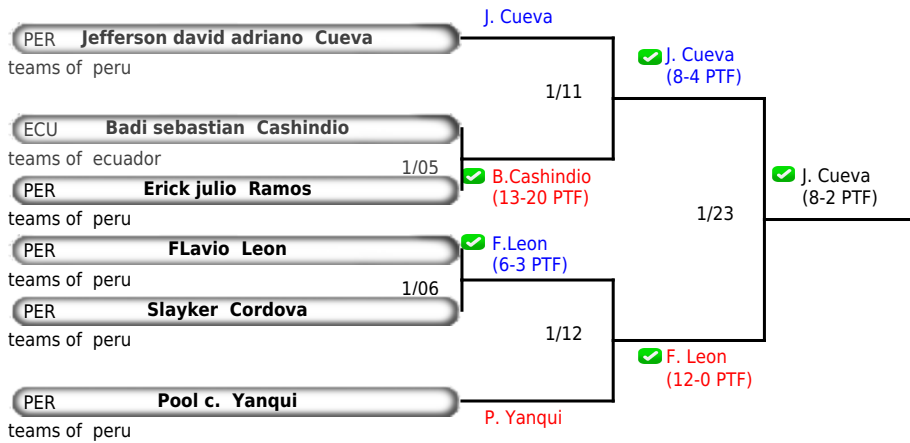 J. Cueva
PER Jefferson david adriano Cueva
teams of peru
J. Cueva
(8-4 PTF)
1/11
ECU Badi sebastian Cashindio
teams of ecuador
1/05
B.Cashindio
(13-20 PTF)
PER Erick julio Ramos
teams of peru
J. Cueva
(8-2 PTF)
1/23
PER FLavio Leon
teams of peru
F.Leon
(6-3 PTF)
1/06
PER Slayker Cordova
teams of peru
1/12
F. Leon
(12-0 PTF)
PER Pool c. Yanqui
teams of peru
P. Yanqui